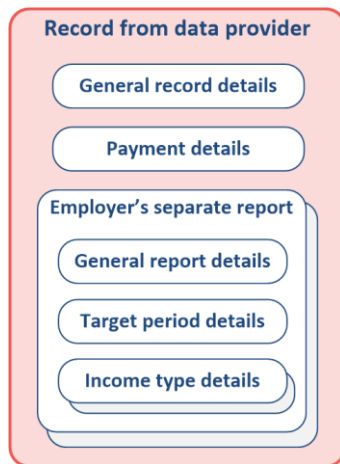 Record from data provider
General record details
Payment details
Employer’s separate report
General report details
Target period details
Income type details